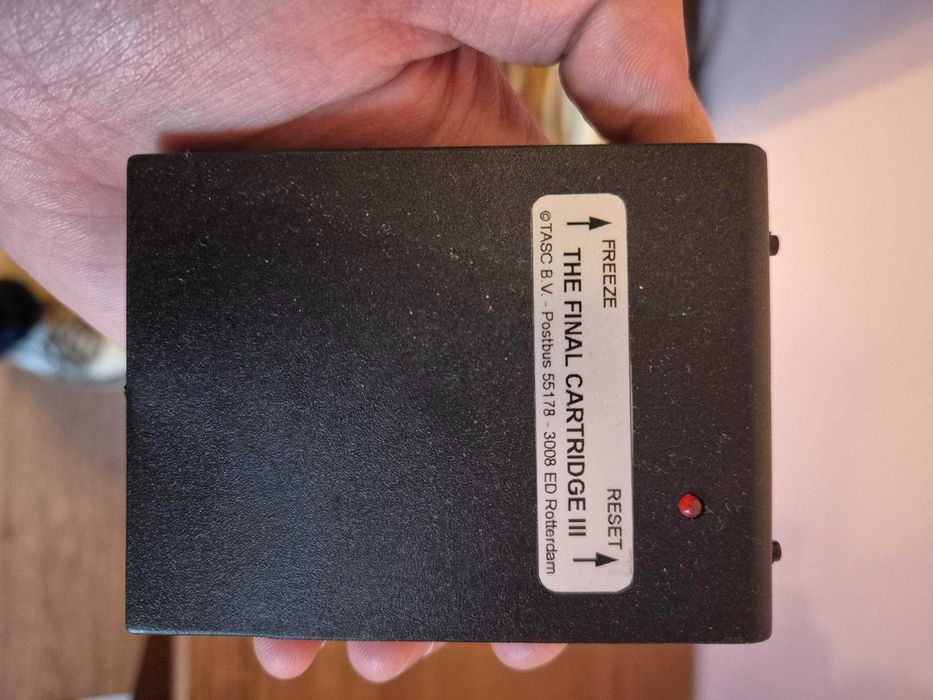 FREEZE RESET
THE FINAL CARTRIDGE III
©TASC B.V. - Postbus 55178 - 3008 ED Rotterdam